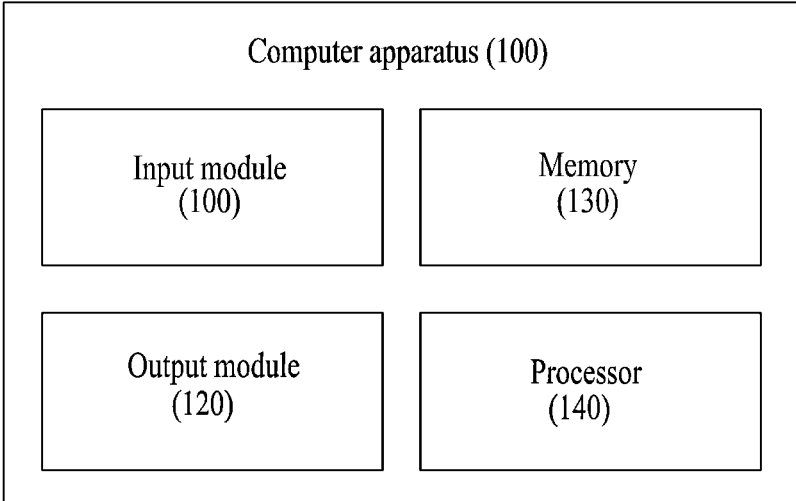 Computer apparatus (100)
Input module
(100)
Memory
(130)
Output module
(120)
Processor
(140)